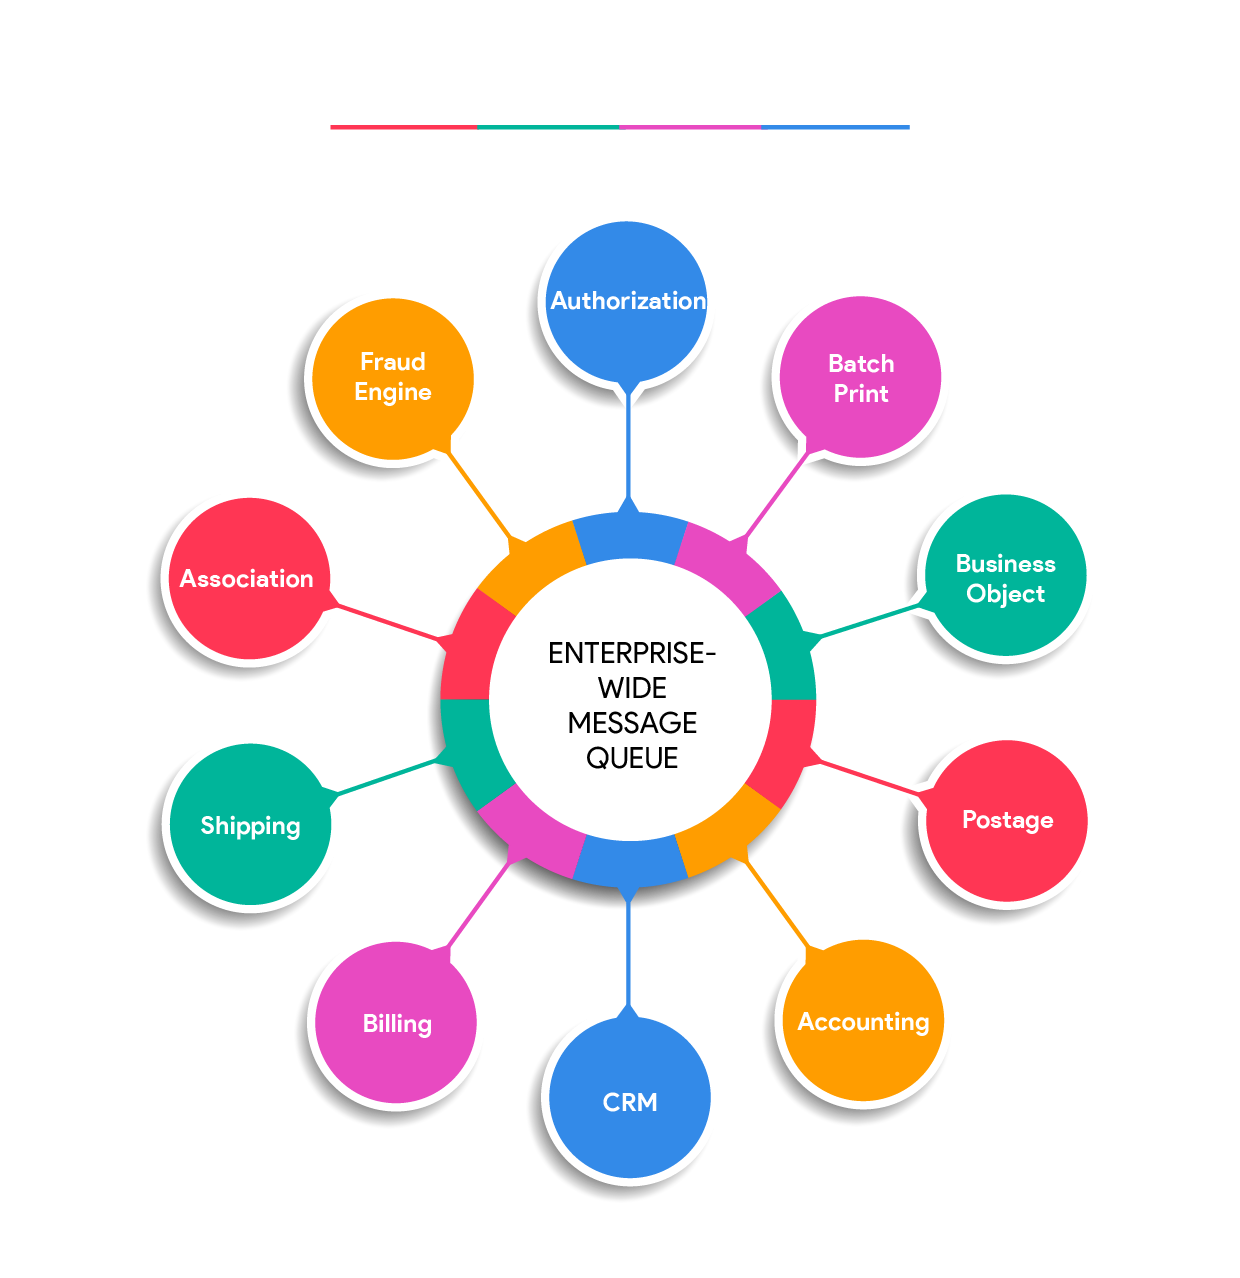 Authorization
Batch
Print
Business
Object
Postage
Accounting
CRM
Billing
Shipping
Association
Fraud
Engine
ENTERPRISE-
WIDE
MESSAGE
QUEUE